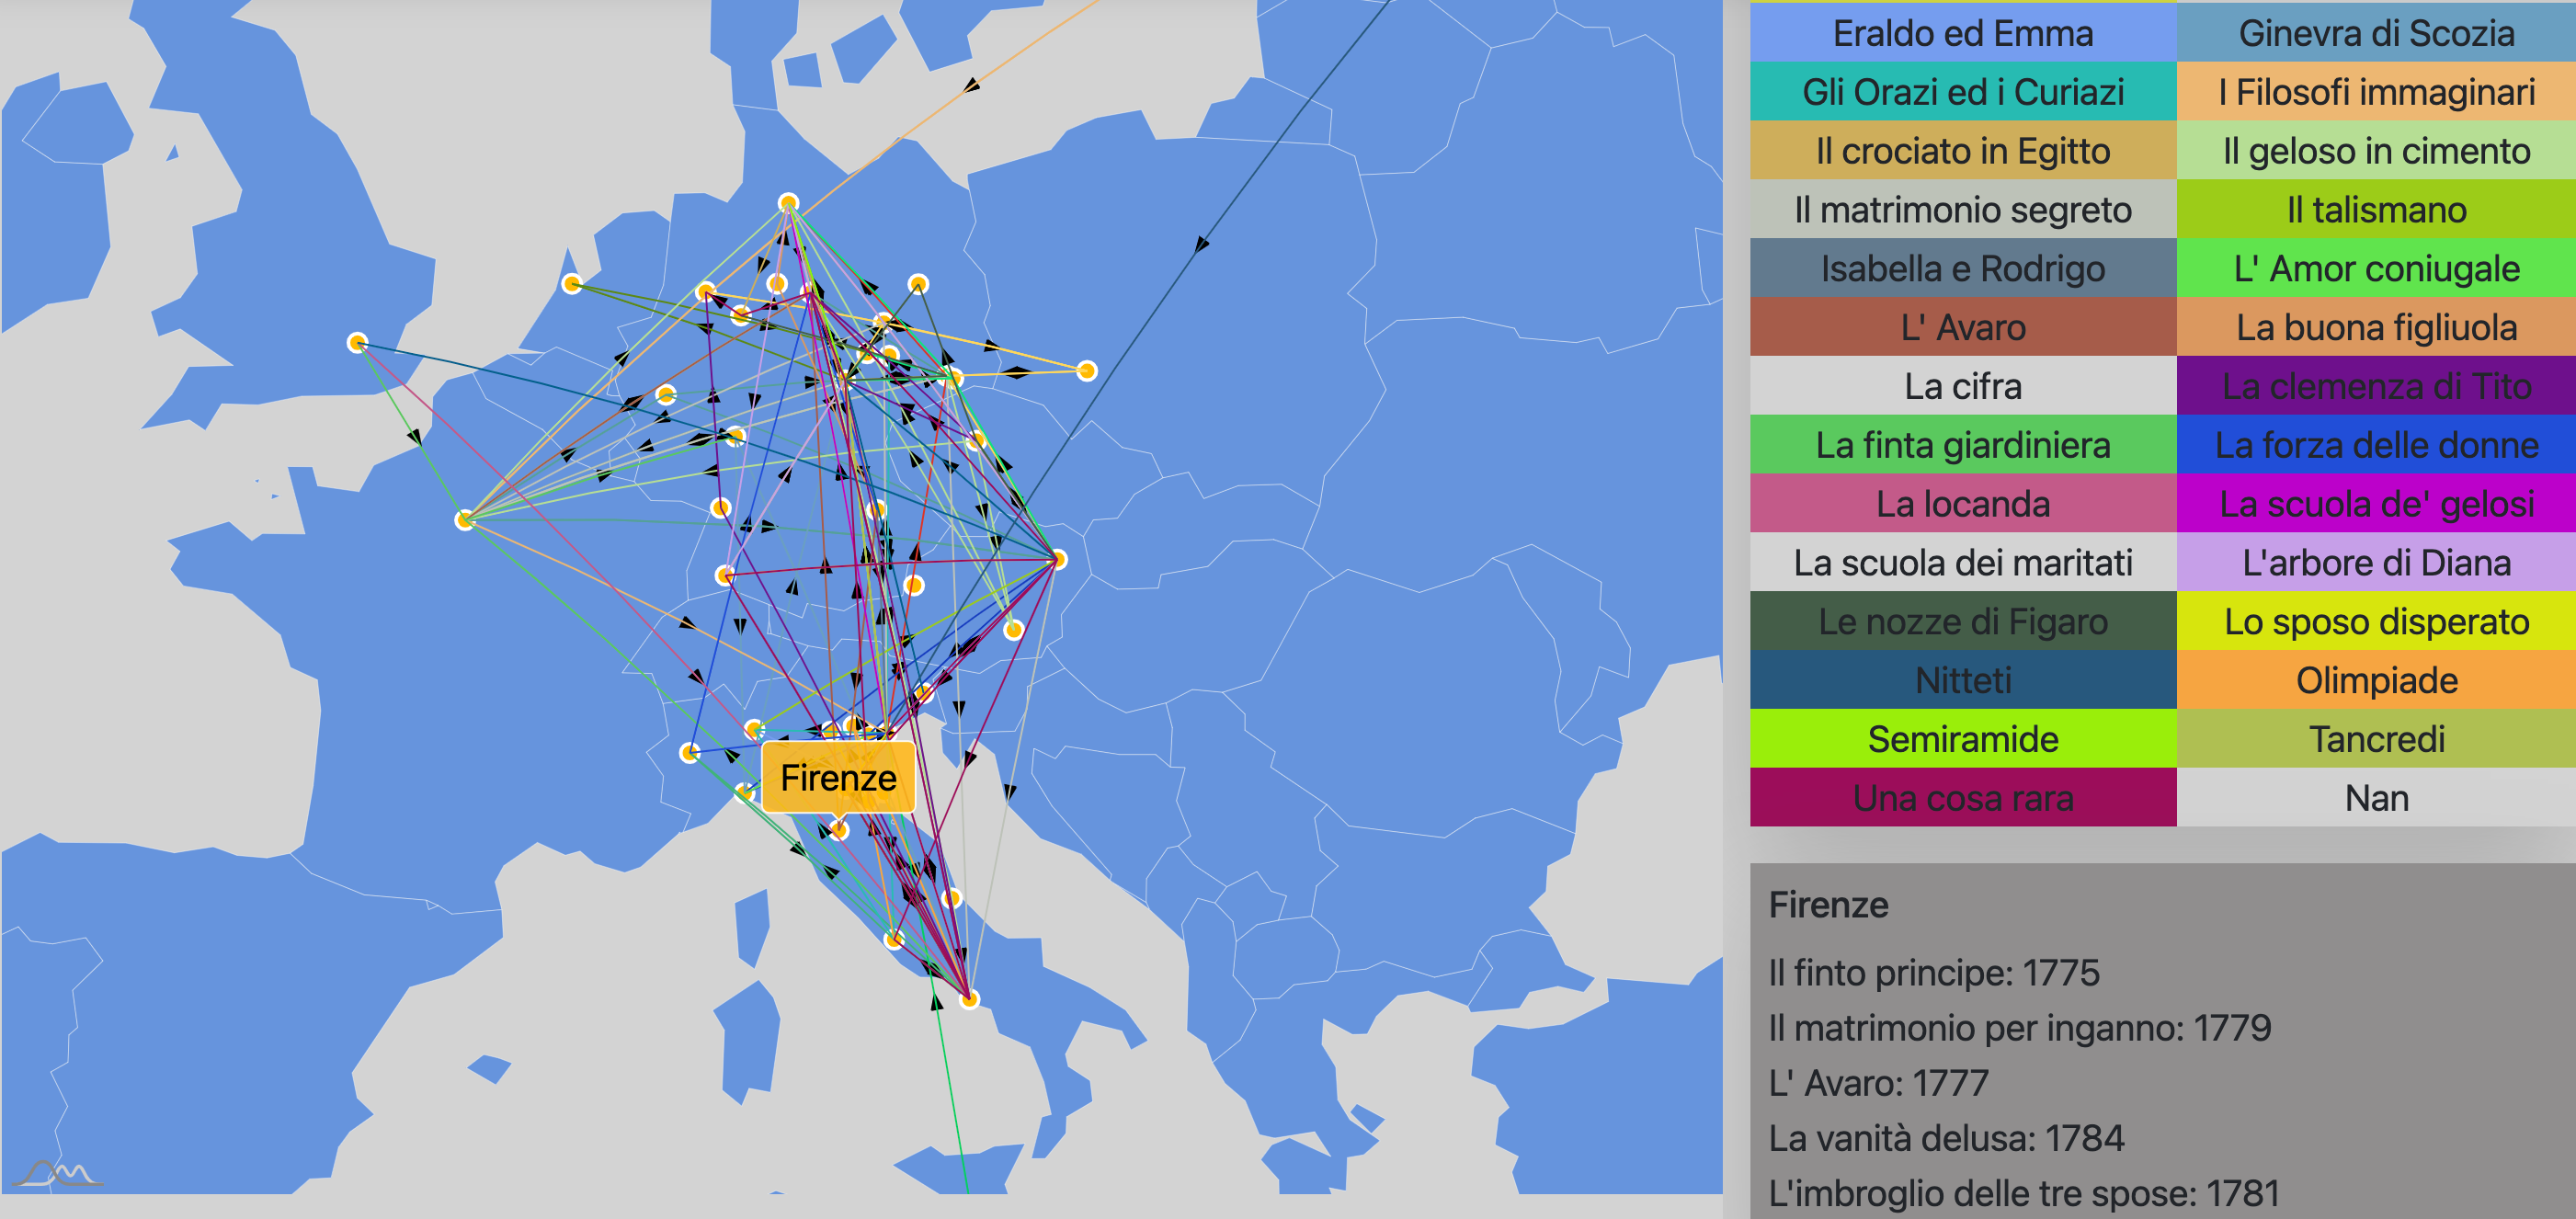 Eraldo ed Emma
Ginevra di Scozia
Gli Orazi ed i Curiazi
I Filosofi immaginari
Il crociato in Egitto
Il geloso in cimento
Il matrimonio segreto
Il talismano
Isabella e Rodrigo
L' Amor coniugale
L' Avaro
La buona figliuola
La cifra
La clemenza di Tito
La finta giardiniera
La forza delle donne
La locanda
La scuola de' gelosi
La scuola dei maritati
L'arbore di Diana
Le nozze di Figaro
Lo sposo disperato
Nitteti
Olimpiade
Semiramide
Tancredi
Una cosa rara
Nan
Firenze
Firenze
Il finto principe: 1775
Il matrimonio per inganno: 1779
L' Avaro: 1777
La vanità delusa: 1784
L'imbroglio delle tre spose: 1781